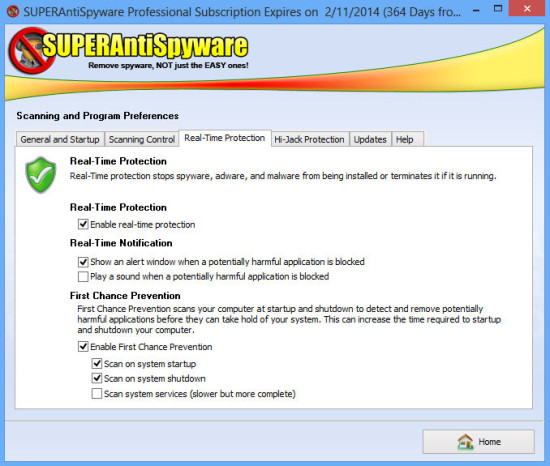 SUPERAntiSpyware Professional Subscription Expires on 2/11/2014 (364 Days fro...
SUPERAntiSpyware
Remove spyware, NOT just the EASY ones!
Scanning and Program Preferences
General and Startup Scanning Control Real-Time Protection Hi-Jack Protection Updates Help
Real-Time Protection
Real-Time protection stops spyware, adware, and malware from being installed or terminates it if it is running.
Real-Time Protection
Enable real-time protection
Real-Time Notification
Show an alert window when a potentially harmful application is blocked
Play a sound when a potentially harmful application is blocked
First Chance Prevention
First Chance Prevention scans your computer at startup and shutdown to detect and remove potentially
harmful applications before they can take hold of your system. This can increase the time required to startup
and shutdown your computer.
Enable First Chance Prevention
Scan on system startup
Scan on system shutdown
Scan system services (slower but more complete)
Home